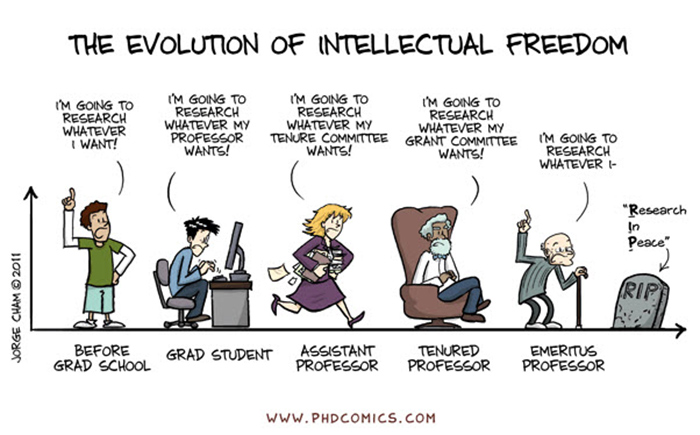 THE EVOLUTION OF INTELLECTUAL FREEDOM
I'M GOING TO
RESEARCH
WHATEVER
I WANT!
I'M GOING TO
RESEARCH
WHATEVER MY
PROFESSOR
WANTS!
I'M GOING TO
RESEARCH
WHATEVER MY
TENURE COMMITTEE
WANTS!
I'M GOING TO
RESEARCH
WHATEVER MY
GRANT COMMITTEE
WANTS!
I'M GOING TO
RESEARCH
WHATEVER I-
"Research
In
Peace"
RIP
JORGE CHAM © 2011
BEFORE
GRAD SCHOOL
GRAD STUDENT
ASSISTANT
PROFESSOR
TENURED
PROFESSOR
EMERITUS
PROFESSOR
WWW.PHDCOMICS.COM